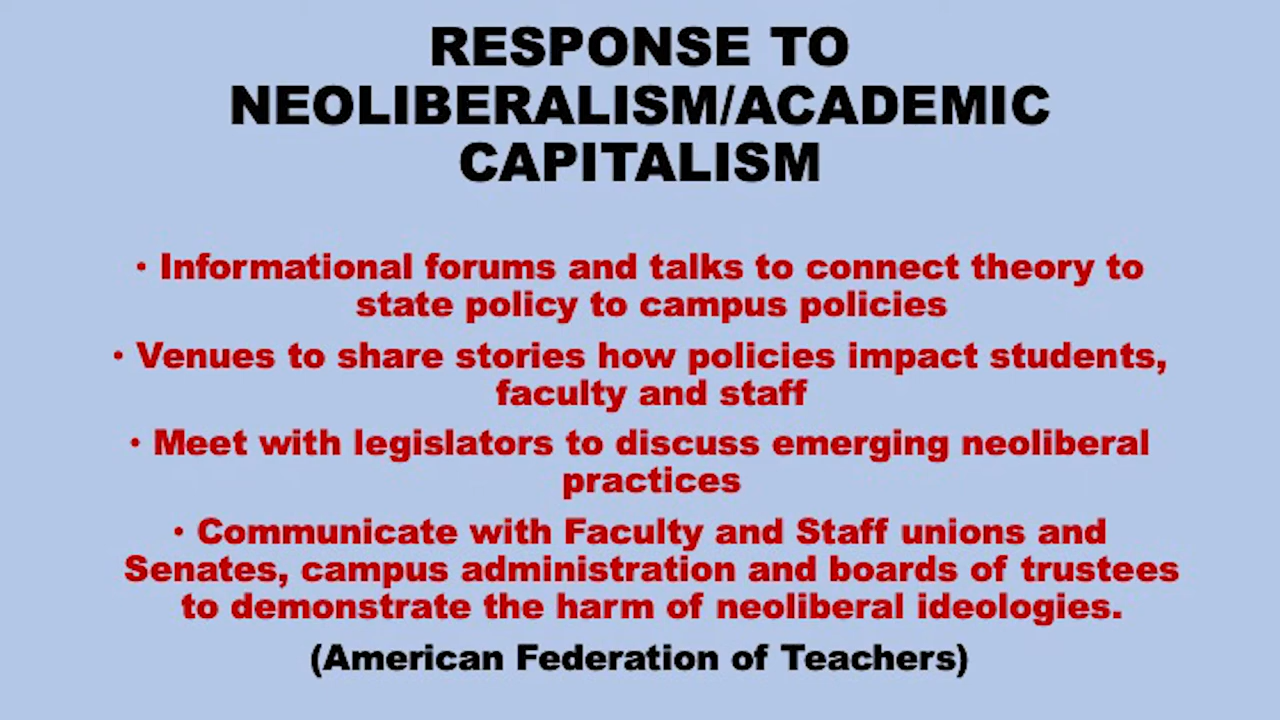 RESPONSE TO
NEOLIBERALISM/ACADEMIC
CAPITALISM
• Informational forums and talks to connect theory to
state policy to campus policies
• Venues to share stories how policies impact students,
faculty and staff
• Meet with legislators to discuss emerging neoliberal
practices
• Communicate with Faculty and Staff unions and
Senates, campus administration and boards of trustees
to demonstrate the harm of neoliberal ideologies.
(American Federation of Teachers)